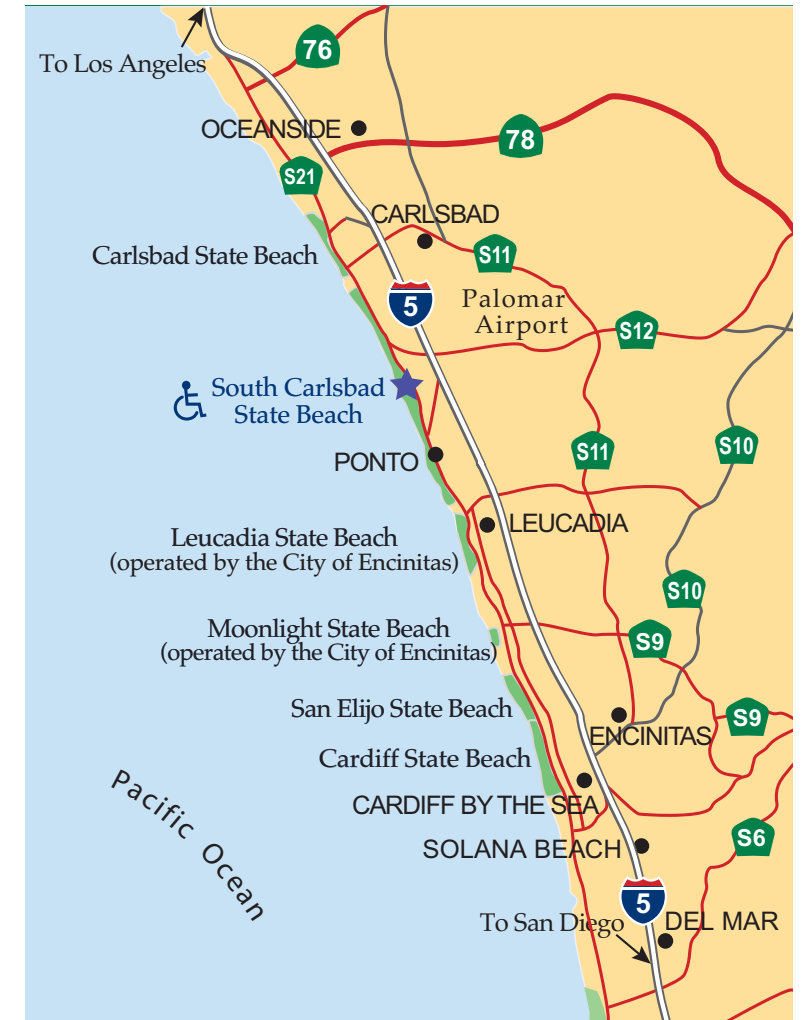 To Los Angeles
76
OCEANSIDE
78
S21
CARLSBAD
Carlsbad State Beach
S11
5
Palomar
Airport
S12
South Carlsbad
State Beach
PONTO
S11
S10
LEUCADIA
Leucadia State Beach
(operated by the City of Encinitas)
S10
Moonlight State Beach
(operated by the City of Encinitas)
S9
San Elijo State Beach
S9
ENCINITAS
Cardiff State Beach
Pacific Ocean
CARDIFF BY THE SEA
SOLANA BEACH
S6
5
To San Diego
DEL MAR